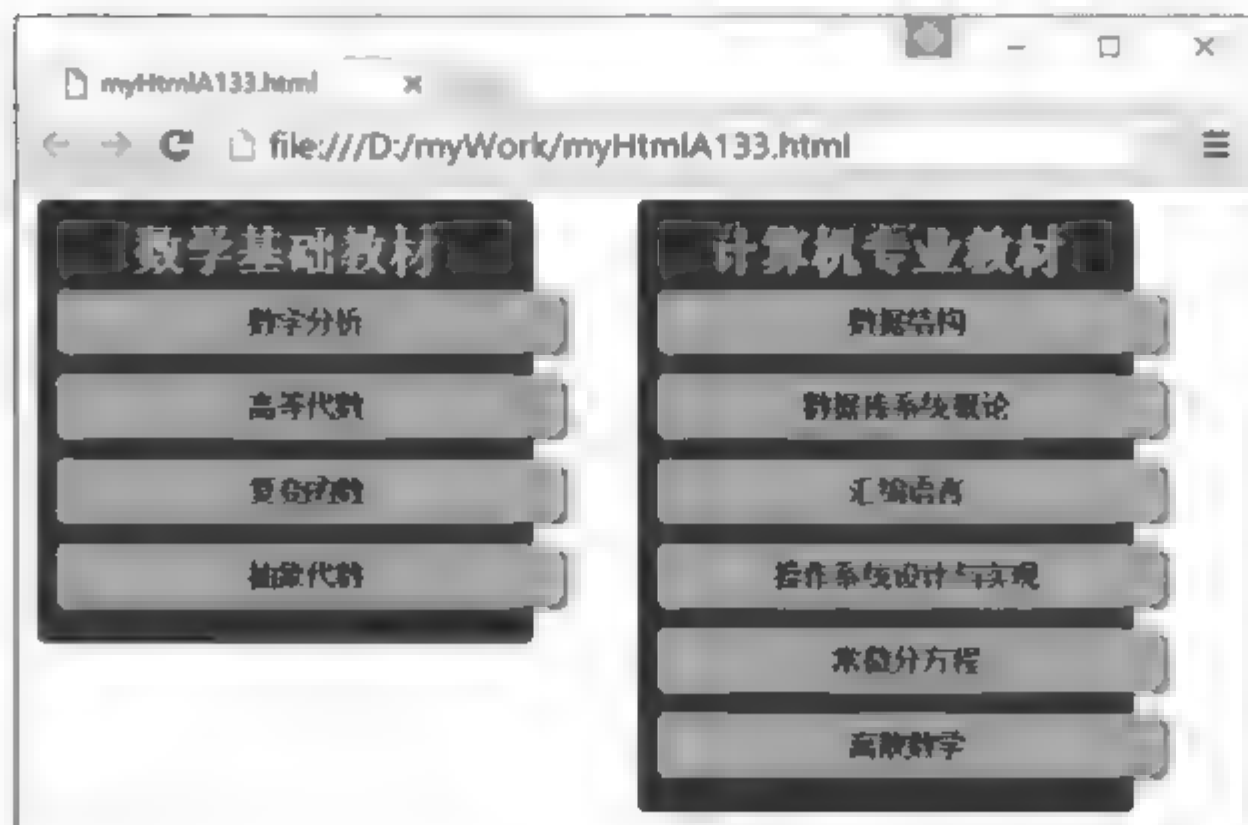 myHtmlA133.html
file:///D:/myWork/myHtmlA133.html
数学基础教材
数学分析
高等代数
复变函数
抽象代数
计算机专业教材
数据结构
数据库系统概论
汇编语言
操作系统设计与实现
常微分方程
离散数学